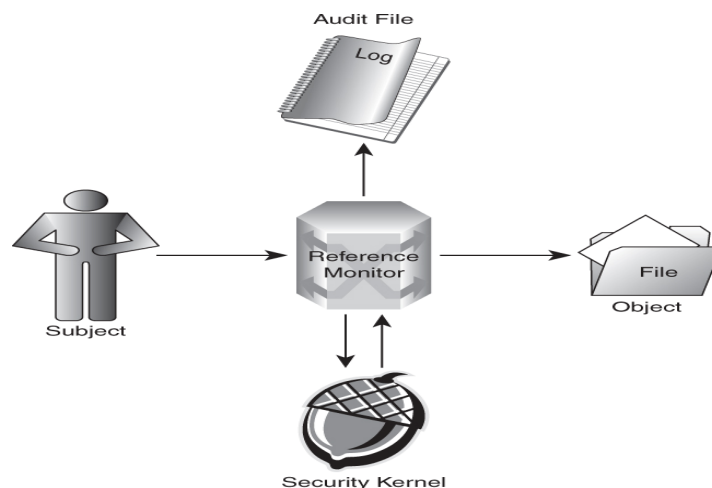 Audit File
Log
Reference
Monitor
Subject
File
Object
Security Kernel